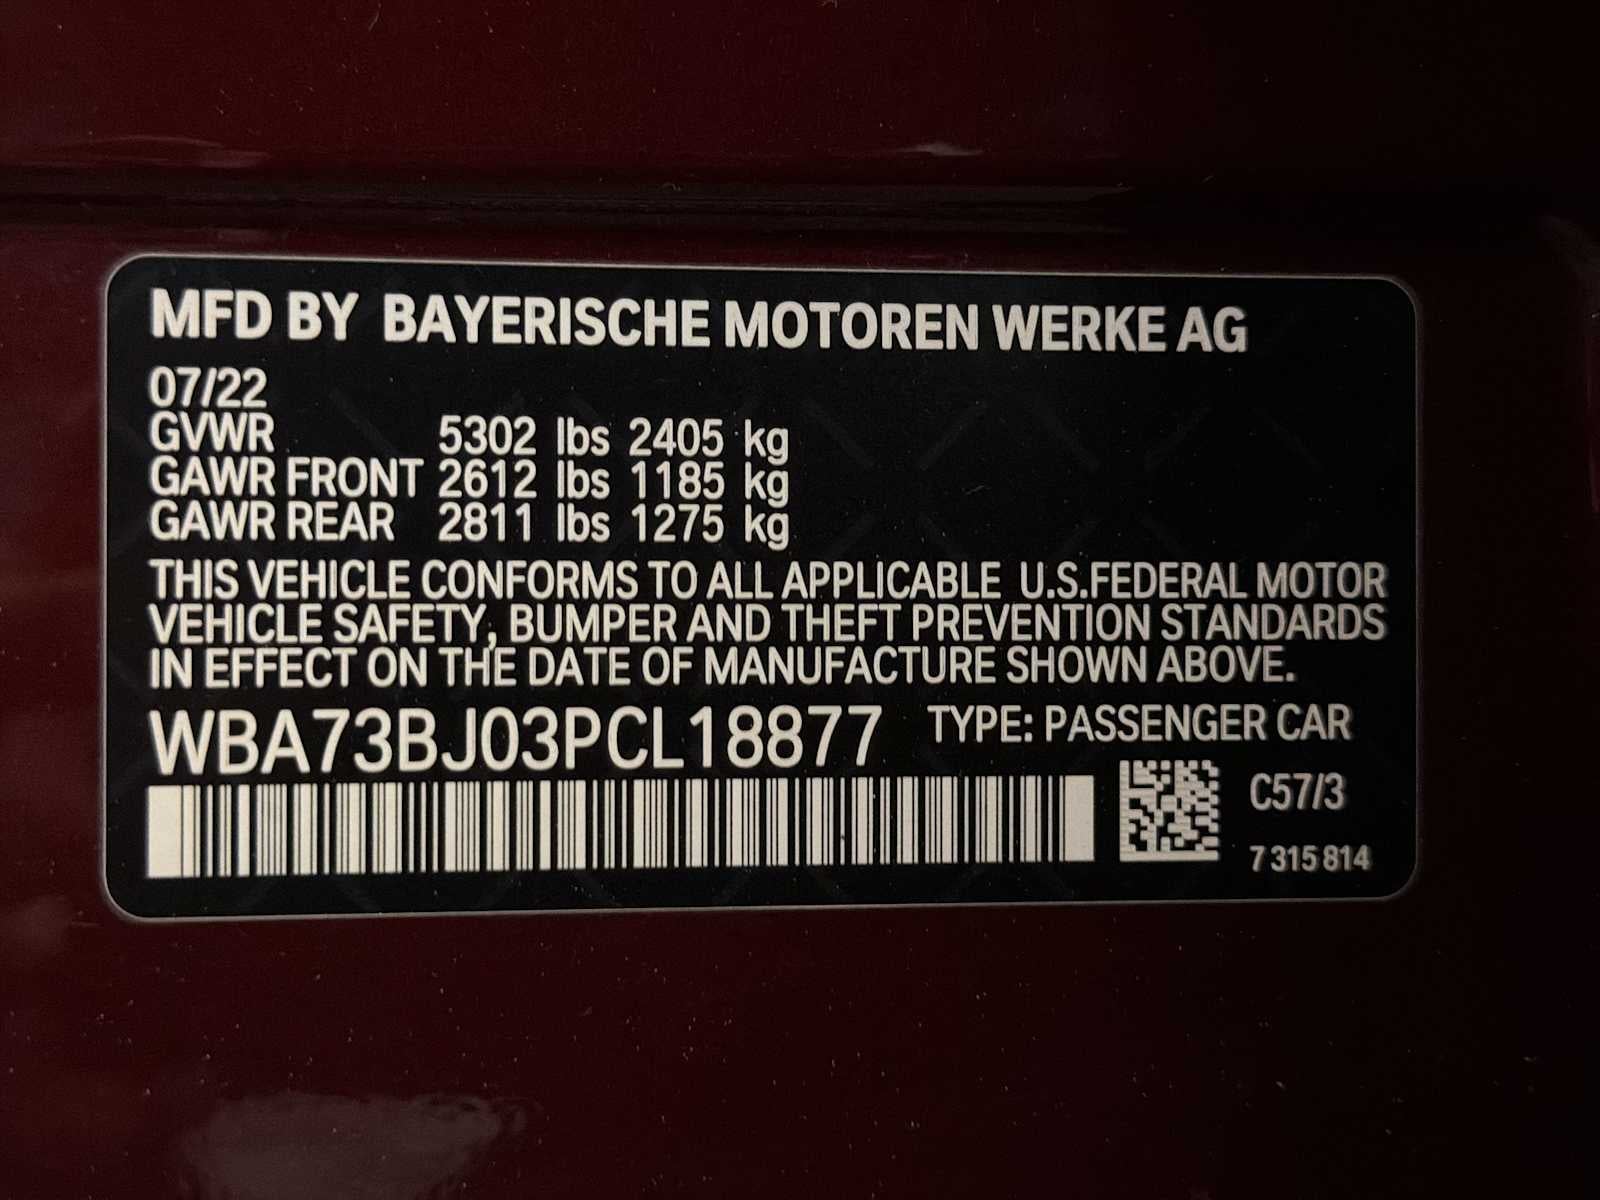 MFD BY BAYERISCHE MOTOREN WERKE AG
07/22
GVWR 5302 lbs 2405 kg
GAWR FRONT 2612 lbs 1185 kg
GAWR REAR 2811 lbs 1275 kg
THIS VEHICLE CONFORMS TO ALL APPLICABLE U.S.FEDERAL MOTOR
VEHICLE SAFETY, BUMPER AND THEFT PREVENTION STANDARDS
IN EFFECT ON THE DATE OF MANUFACTURE SHOWN ABOVE.
WBA73BJ03PCL18877 TYPE: PASSENGER CAR
C57/3
7 315 814